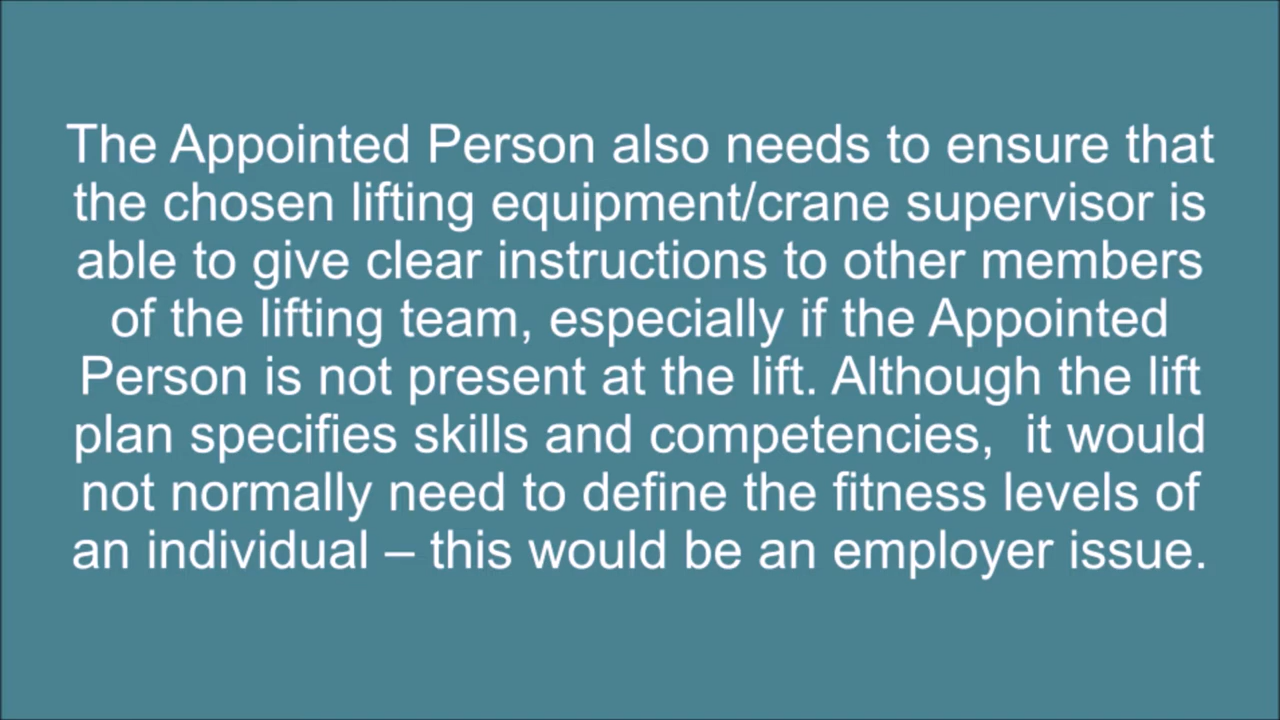 The Appointed Person also needs to ensure that
the chosen lifting equipment/crane supervisor is
able to give clear instructions to other members
of the lifting team, especially if the Appointed
Person is not present at the lift. Although the lift
plan specifies skills and competencies,  it would
not normally need to define the fitness levels of
an individual – this would be an employer issue.